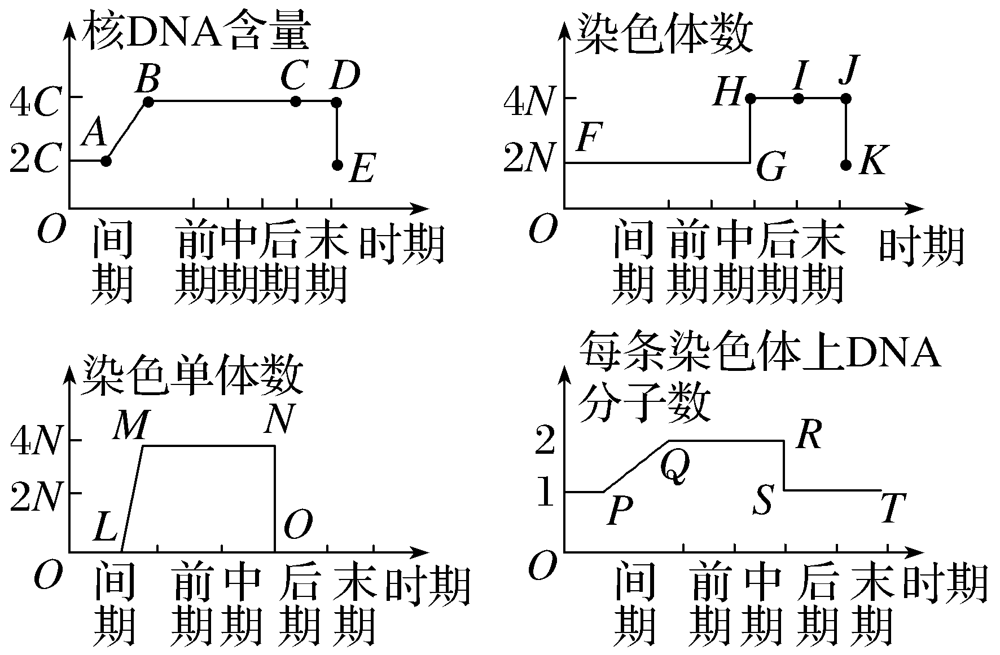 核DNA含量
4C
2C
A
B
C
D
E
O
间期
前期
中期
后期
末期
时期
染色体数
4N
2N
F
G
H
I
J
K
O
间期
前期
中期
后期
末期
时期
染色单体数
4N
2N
L
M
N
O
O
间期
前期
中期
后期
末期
时期
每条染色体上DNA
分子数
2
1
P
Q
R
S
T
O
间期
前期
中期
后期
末期
时期